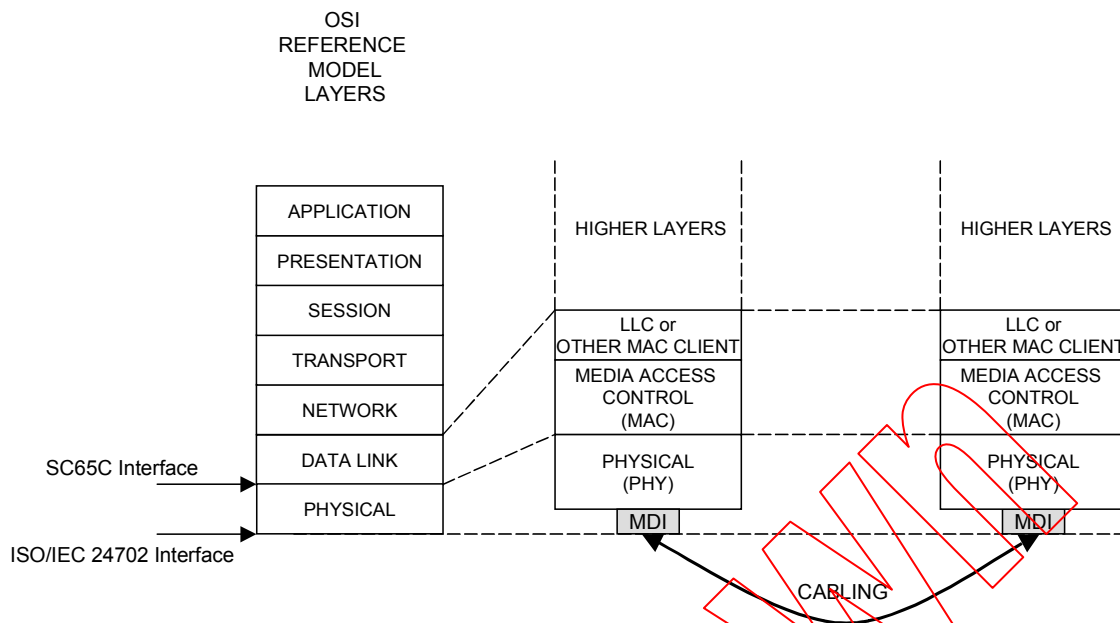 OSI
REFERENCE
MODEL
LAYERS
APPLICATION
PRESENTATION
SESSION
TRANSPORT
NETWORK
DATA LINK
PHYSICAL
SC65C Interface
ISO/IEC 24702 Interface
HIGHER LAYERS
LLC or
OTHER MAC CLIENT
MEDIA ACCESS
CONTROL
(MAC)
PHYSICAL
(PHY)
MDI
HIGHER LAYERS
LLC or
OTHER MAC CLIENT
MEDIA ACCESS
CONTROL
(MAC)
PHYSICAL
(PHY)
MDI
CABLING